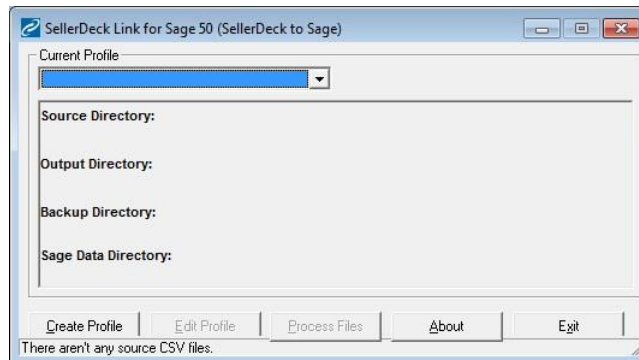 SellerDeck Link for Sage 50 (SellerDeck to Sage)
Current Profile
Source Directory:
Output Directory:
Backup Directory:
Sage Data Directory:
Create Profile Edit Profile Process Files About Exit
There aren't any source CSV files.